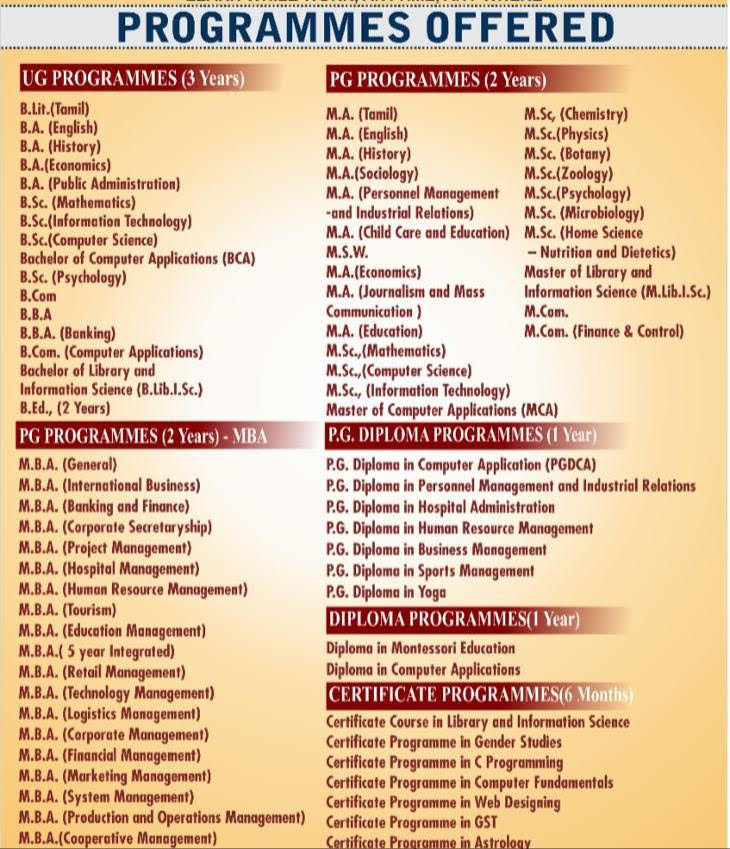 LEARN WHILE WORK, ANYTIME, ANYWHERE
PROGRAMMES OFFERED
UG PROGRAMMES (3 Years)
B.Lit.(Tamil)
B.A. (English)
B.A. (History)
B.A.(Economics)
B.A. (Public Administration)
B.Sc. (Mathematics)
B.Sc.(Information Technology)
B.Sc.(Computer Science)
Bachelor of Computer Applications (BCA)
B.Sc. (Psychology)
B.Com
B.B.A
B.B.A. (Banking)
B.Com. (Computer Applications)
Bachelor of Library and
Information Science (B.Lib.I.Sc.)
B.Ed., (2 Years)
PG PROGRAMMES (2 Years)
M.A. (Tamil)
M.A. (English)
M.A. (History)
M.A.(Sociology)
M.A. (Personnel Management
-and Industrial Relations)
M.A. (Child Care and Education)
M.S.W.
M.A.(Economics)
M.A. (Journalism and Mass
Communication )
M.A. (Education)
M.Sc.,(Mathematics)
M.Sc.,(Computer Science)
M.Sc., (Information Technology)
Master of Computer Applications (MCA)
M.Sc, (Chemistry)
M.Sc.(Physics)
M.Sc. (Botany)
M.Sc.(Zoology)
M.Sc.(Psychology)
M.Sc. (Microbiology)
M.Sc. (Home Science
– Nutrition and Dietetics)
Master of Library and
Information Science (M.Lib.I.Sc.)
M.Com.
M.Com. (Finance & Control)
PG PROGRAMMES (2 Years) - MBA
M.B.A. (General)
M.B.A. (International Business)
M.B.A. (Banking and Finance)
M.B.A. (Corporate Secretaryship)
M.B.A. (Project Management)
M.B.A. (Hospital Management)
M.B.A. (Human Resource Management)
M.B.A. (Tourism)
M.B.A. (Education Management)
M.B.A.( 5 year Integrated)
M.B.A. (Retail Management)
M.B.A. (Technology Management)
M.B.A. (Logistics Management)
M.B.A. (Corporate Management)
M.B.A. (Financial Management)
M.B.A. (Marketing Management)
M.B.A. (System Management)
M.B.A. (Production and Operations Management)
M.B.A.(Cooperative Management)
P.G. DIPLOMA PROGRAMMES (1 Year)
P.G. Diploma in Computer Application (PGDCA)
P.G. Diploma in Personnel Management and Industrial Relations
P.G. Diploma in Hospital Administration
P.G. Diploma in Human Resource Management
P.G. Diploma in Business Management
P.G. Diploma in Sports Management
P.G. Diploma in Yoga
DIPLOMA PROGRAMMES(1 Year)
Diploma in Montessori Education
Diploma in Computer Applications
CERTIFICATE PROGRAMMES(6 Months)
Certificate Course in Library and Information Science
Certificate Programme in Gender Studies
Certificate Programme in C Programming
Certificate Programme in Computer Fundamentals
Certificate Programme in Web Designing
Certificate Programme in GST
Certificate Programme in Astrology